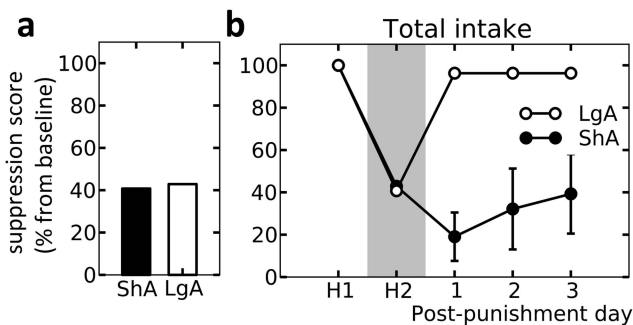 a
suppression score
(% from baseline)
100
80
60
40
20
0
ShA LgA
b
Total intake
100
80
60
40
20
0
LgA
ShA
H1 H2 1 2 3
Post-punishment day